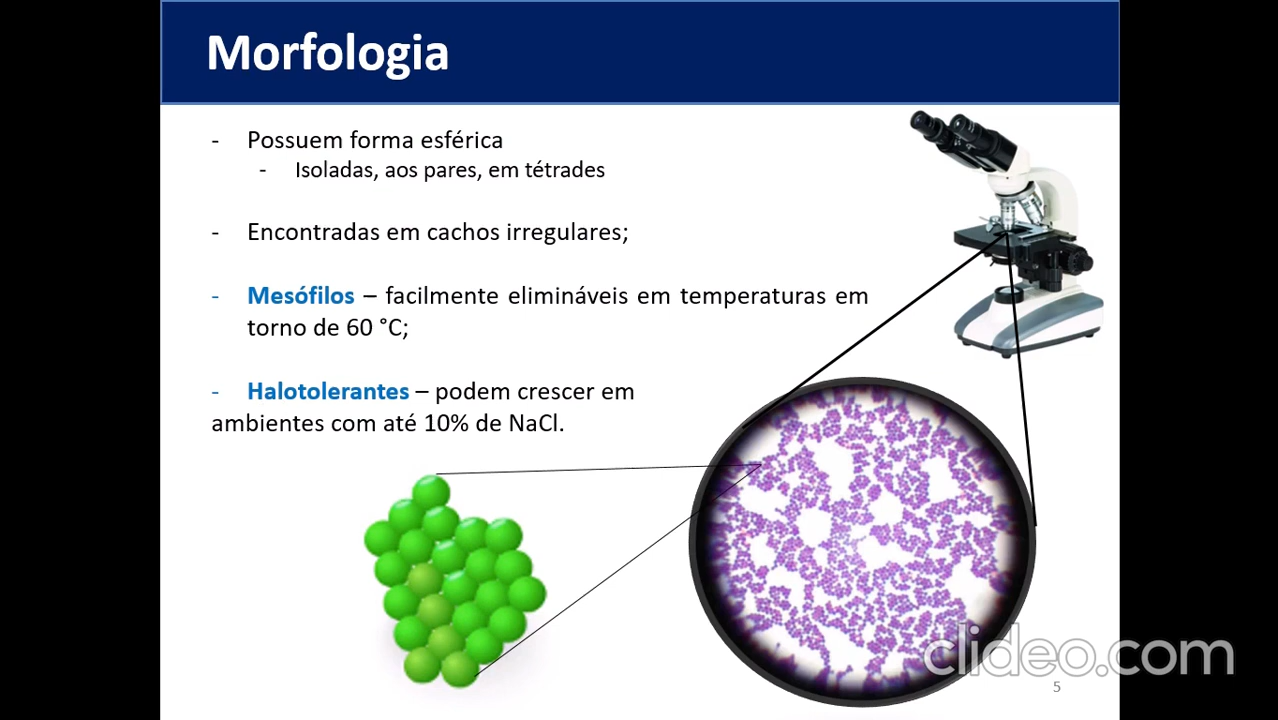 Morfologia
- Possuem forma esférica
- Isoladas, aos pares, em tétrades
- Encontradas em cachos irregulares;
- Mesófilos – facilmente elimináveis em temperaturas em
torno de 60 °C;
- Halotolerantes – podem crescer em
ambientes com até 10% de NaCl.
clideo.com
5